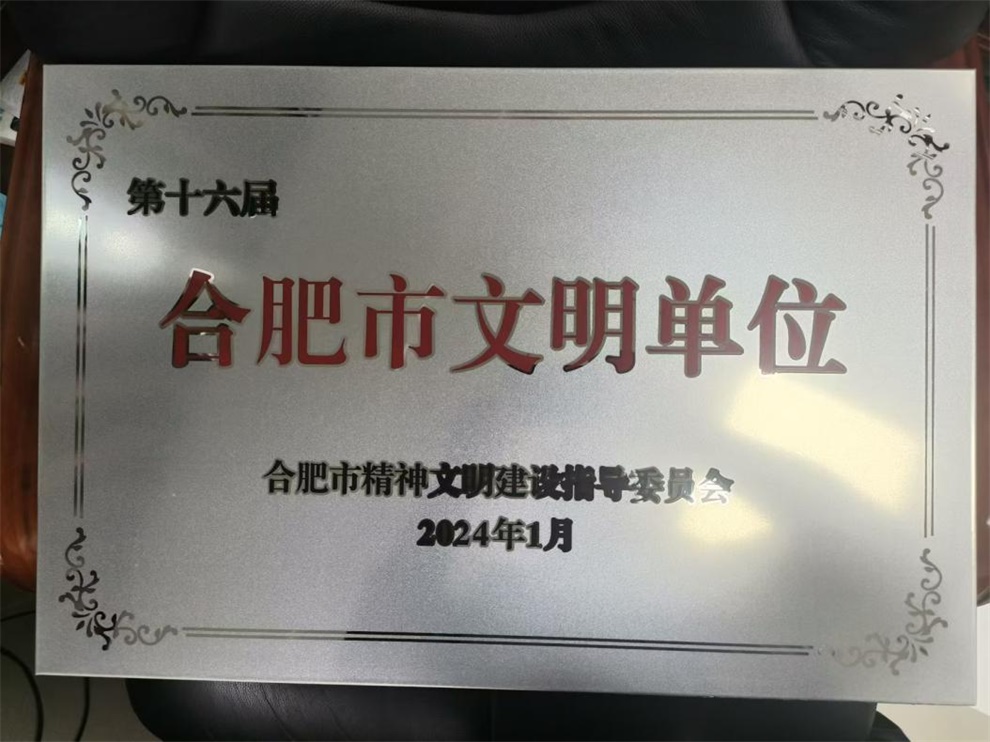 第十六届
合肥市文明单位
合肥市精神文明建设指导委员会
2024年1月